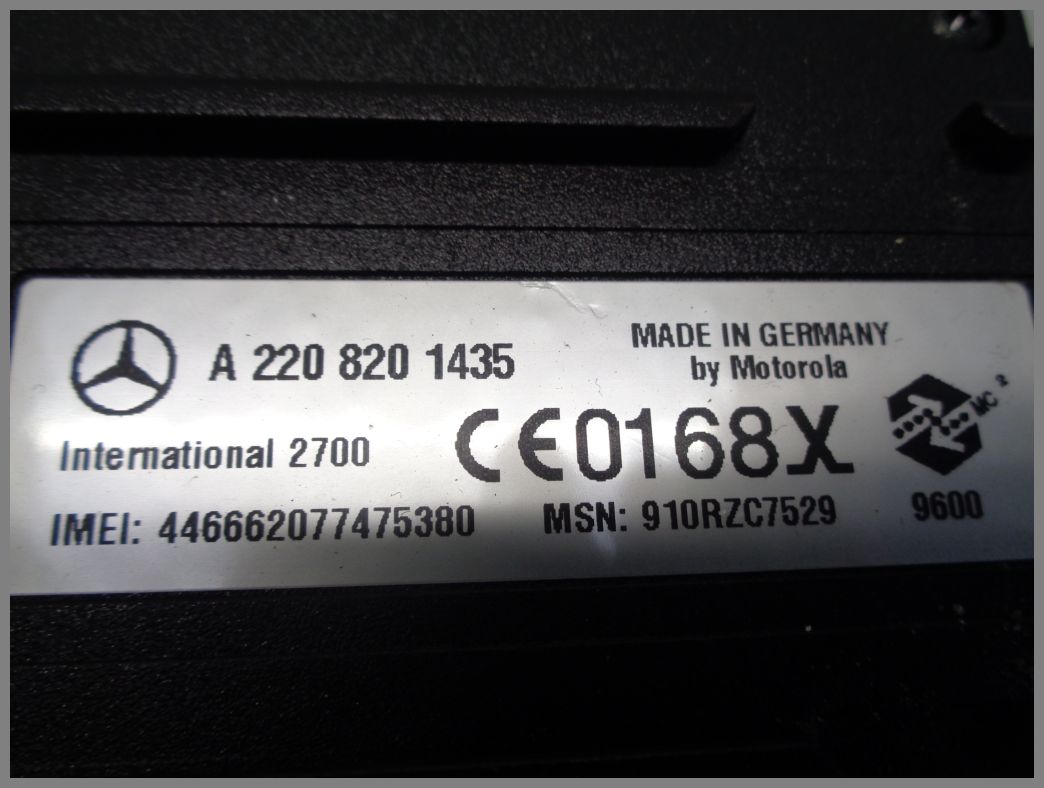 A 220 820 1435
MADE IN GERMANY
by Motorola
International 2700
CE0168X
MC 2
IMEI: 446662077475380
MSN: 910RZC7529
9600